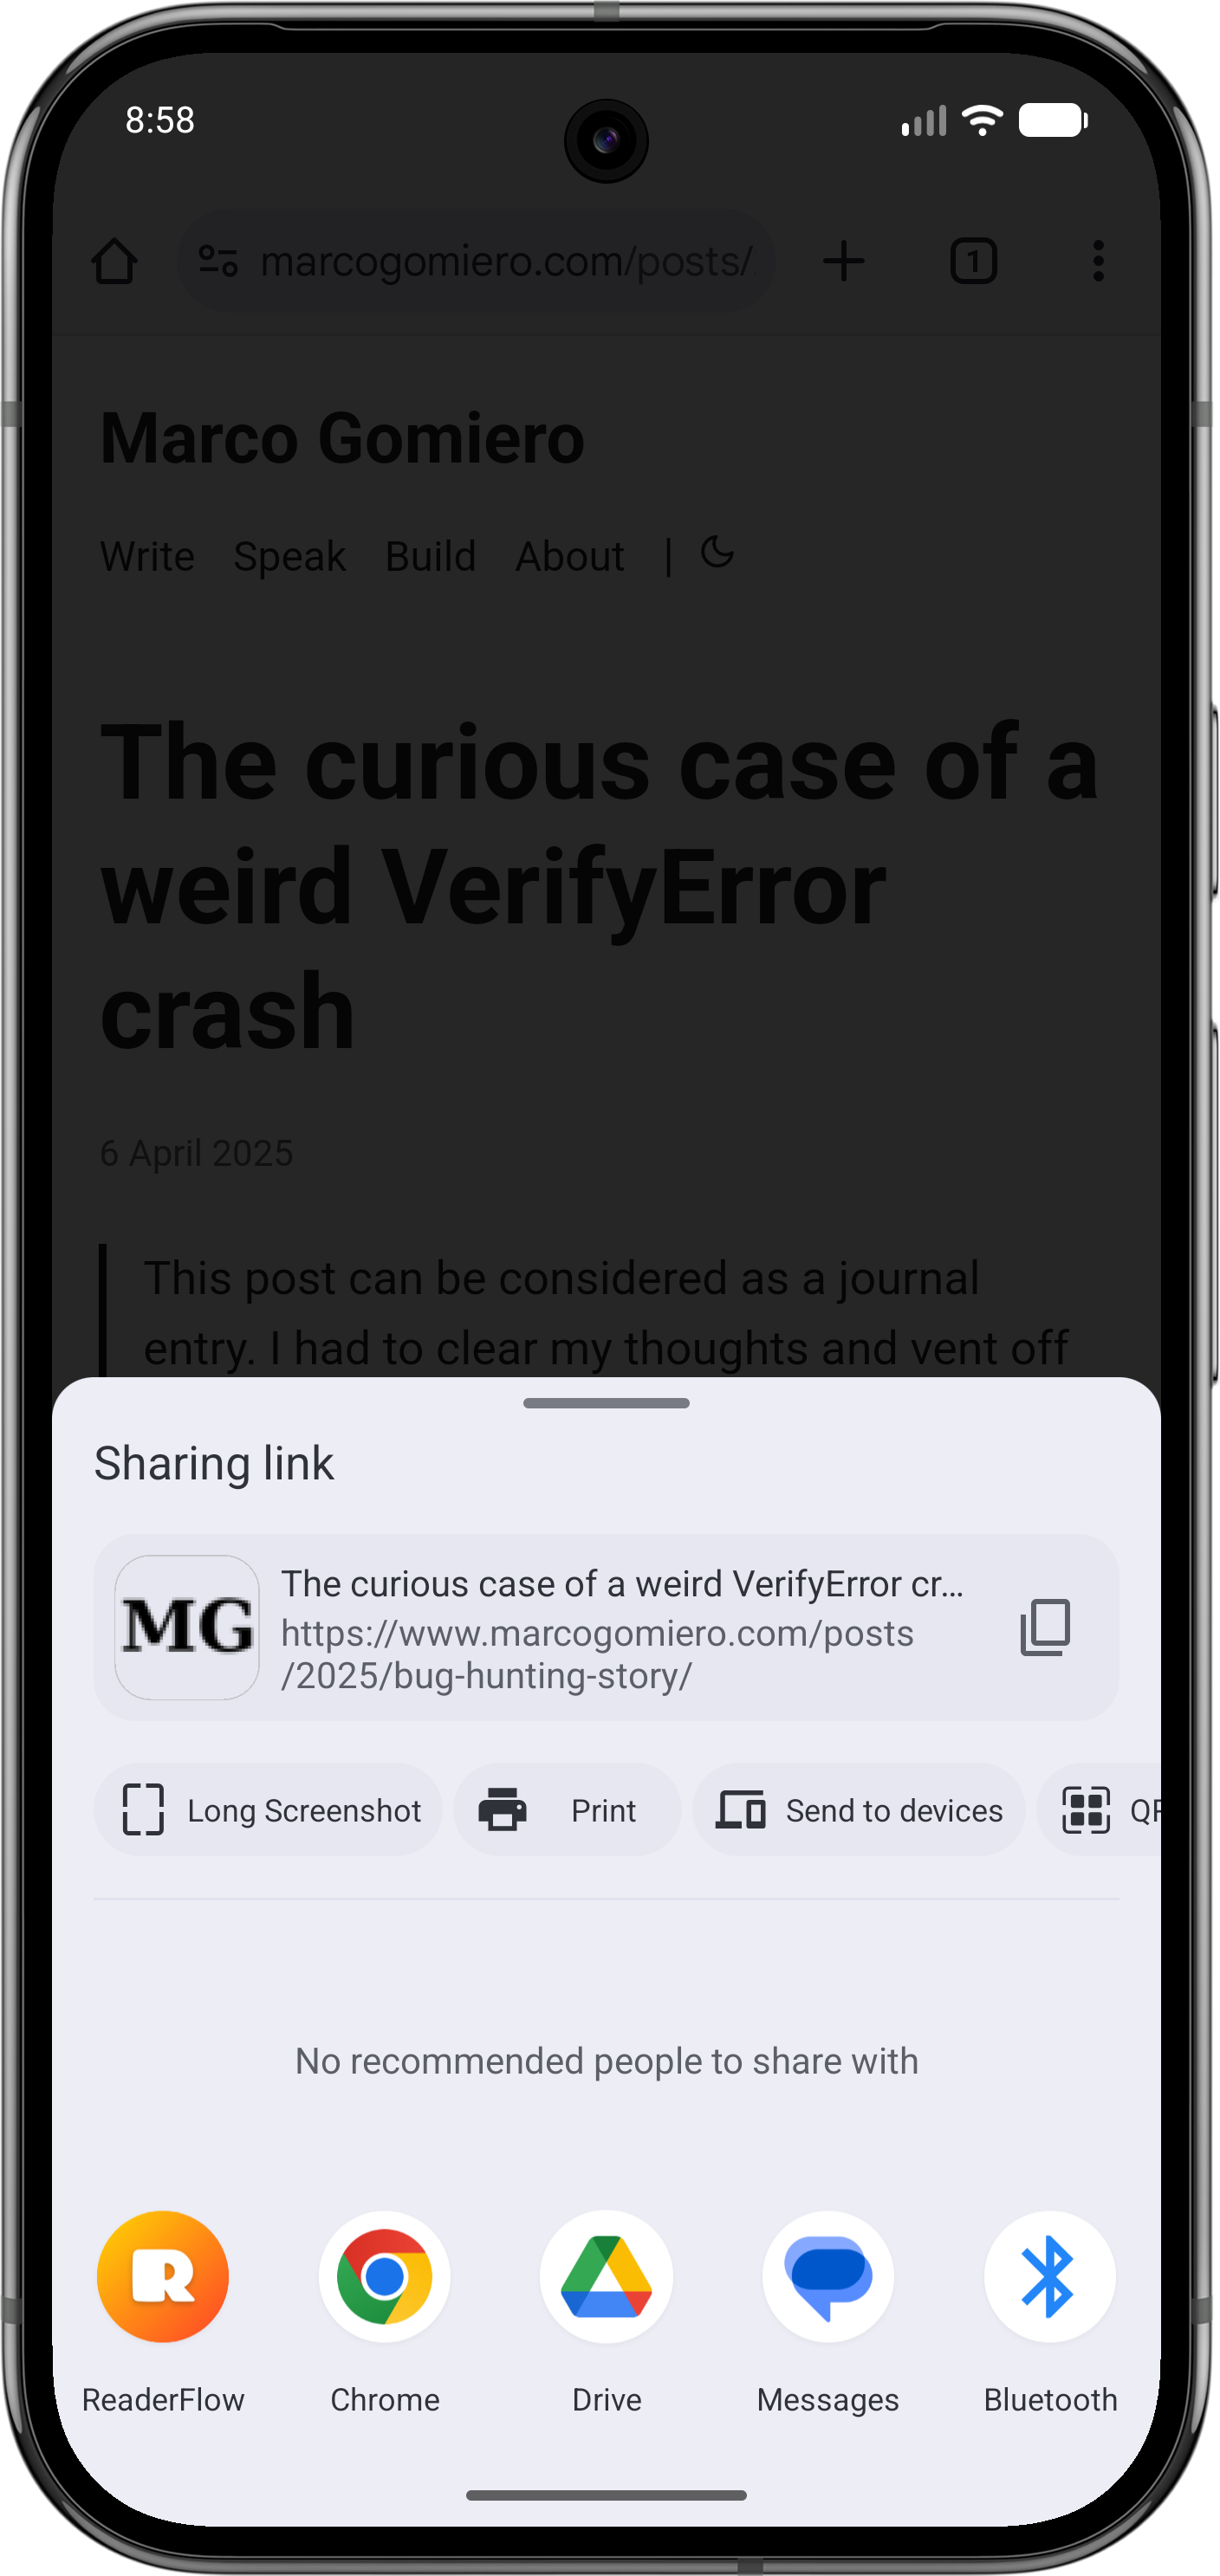 8:58
marcogomiero.com/posts/
1
Marco Gomiero
Write Speak Build About |
The curious case of a
weird VerifyError
crash
6 April 2025
This post can be considered as a journal
entry. I had to clear my thoughts and vent off
Sharing link
MG
The curious case of a weird VerifyError cr…
https://www.marcogomiero.com/posts
/2025/bug-hunting-story/
Long Screenshot Print Send to devices QR
No recommended people to share with
R
ReaderFlow Chrome Drive Messages Bluetooth